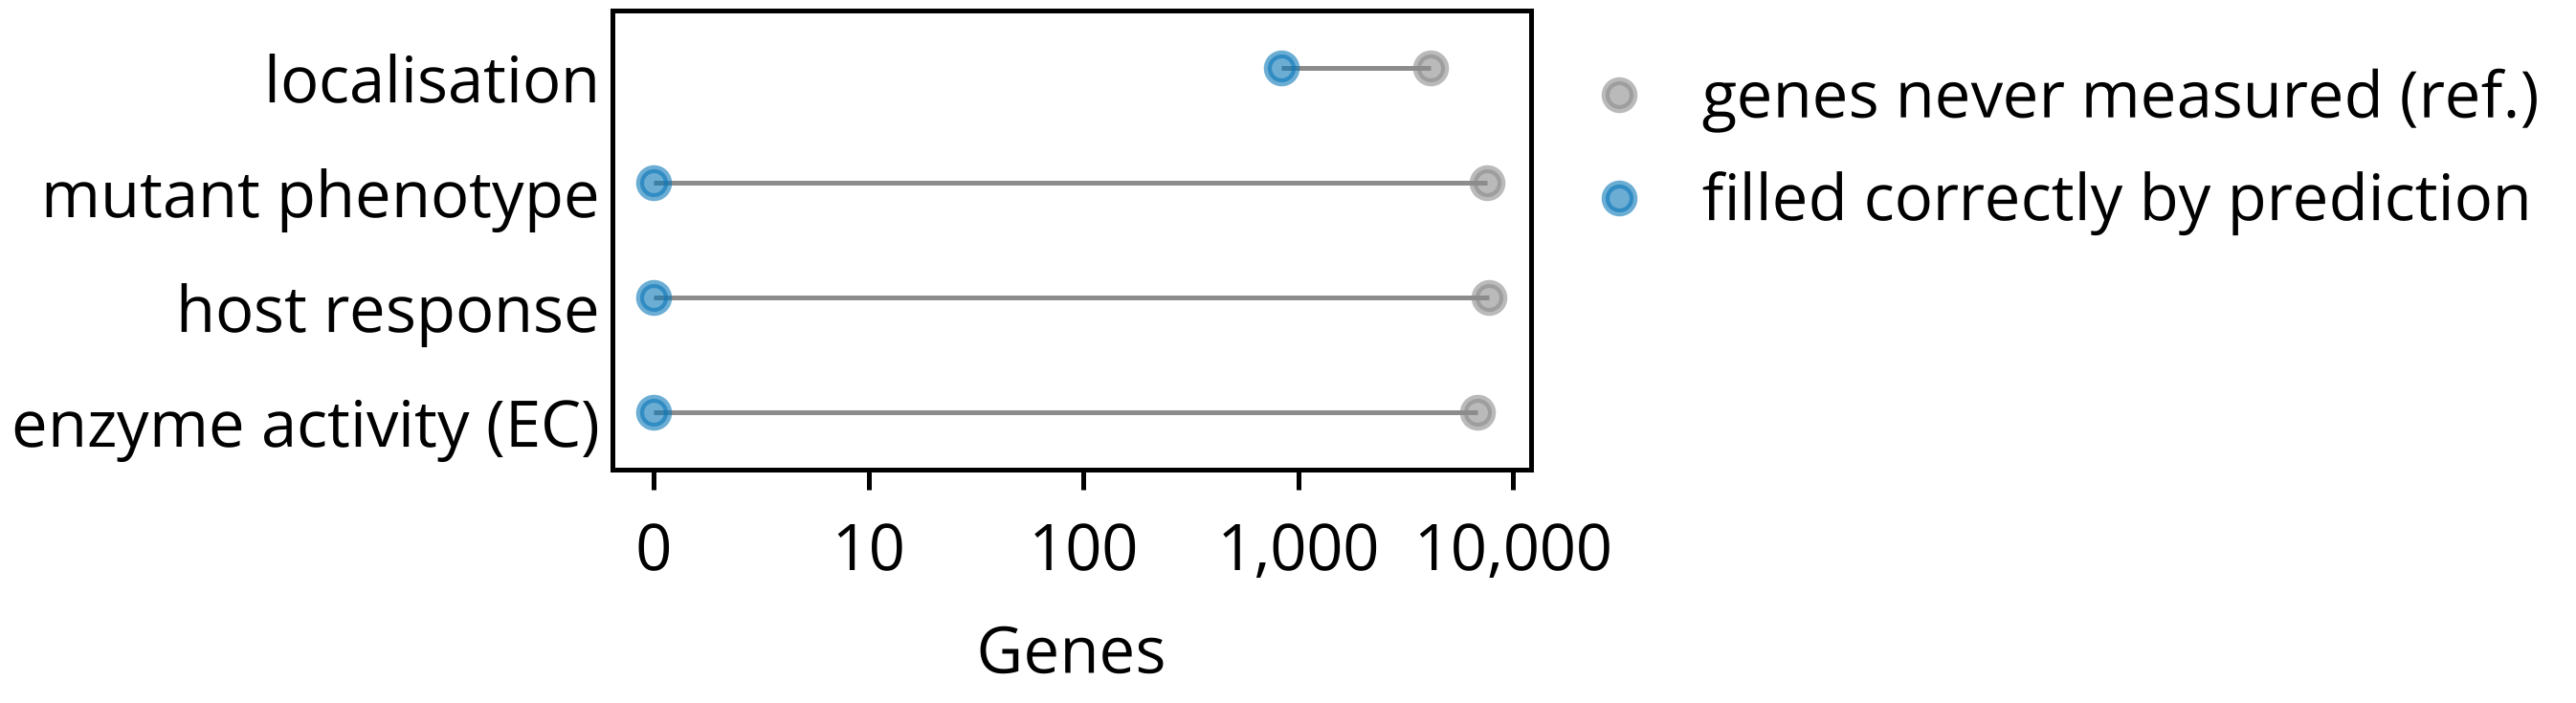 localisation
mutant phenotype
host response
enzyme activity (EC)
0 10 100 1,000 10,000
Genes
genes never measured (ref.)
filled correctly by prediction